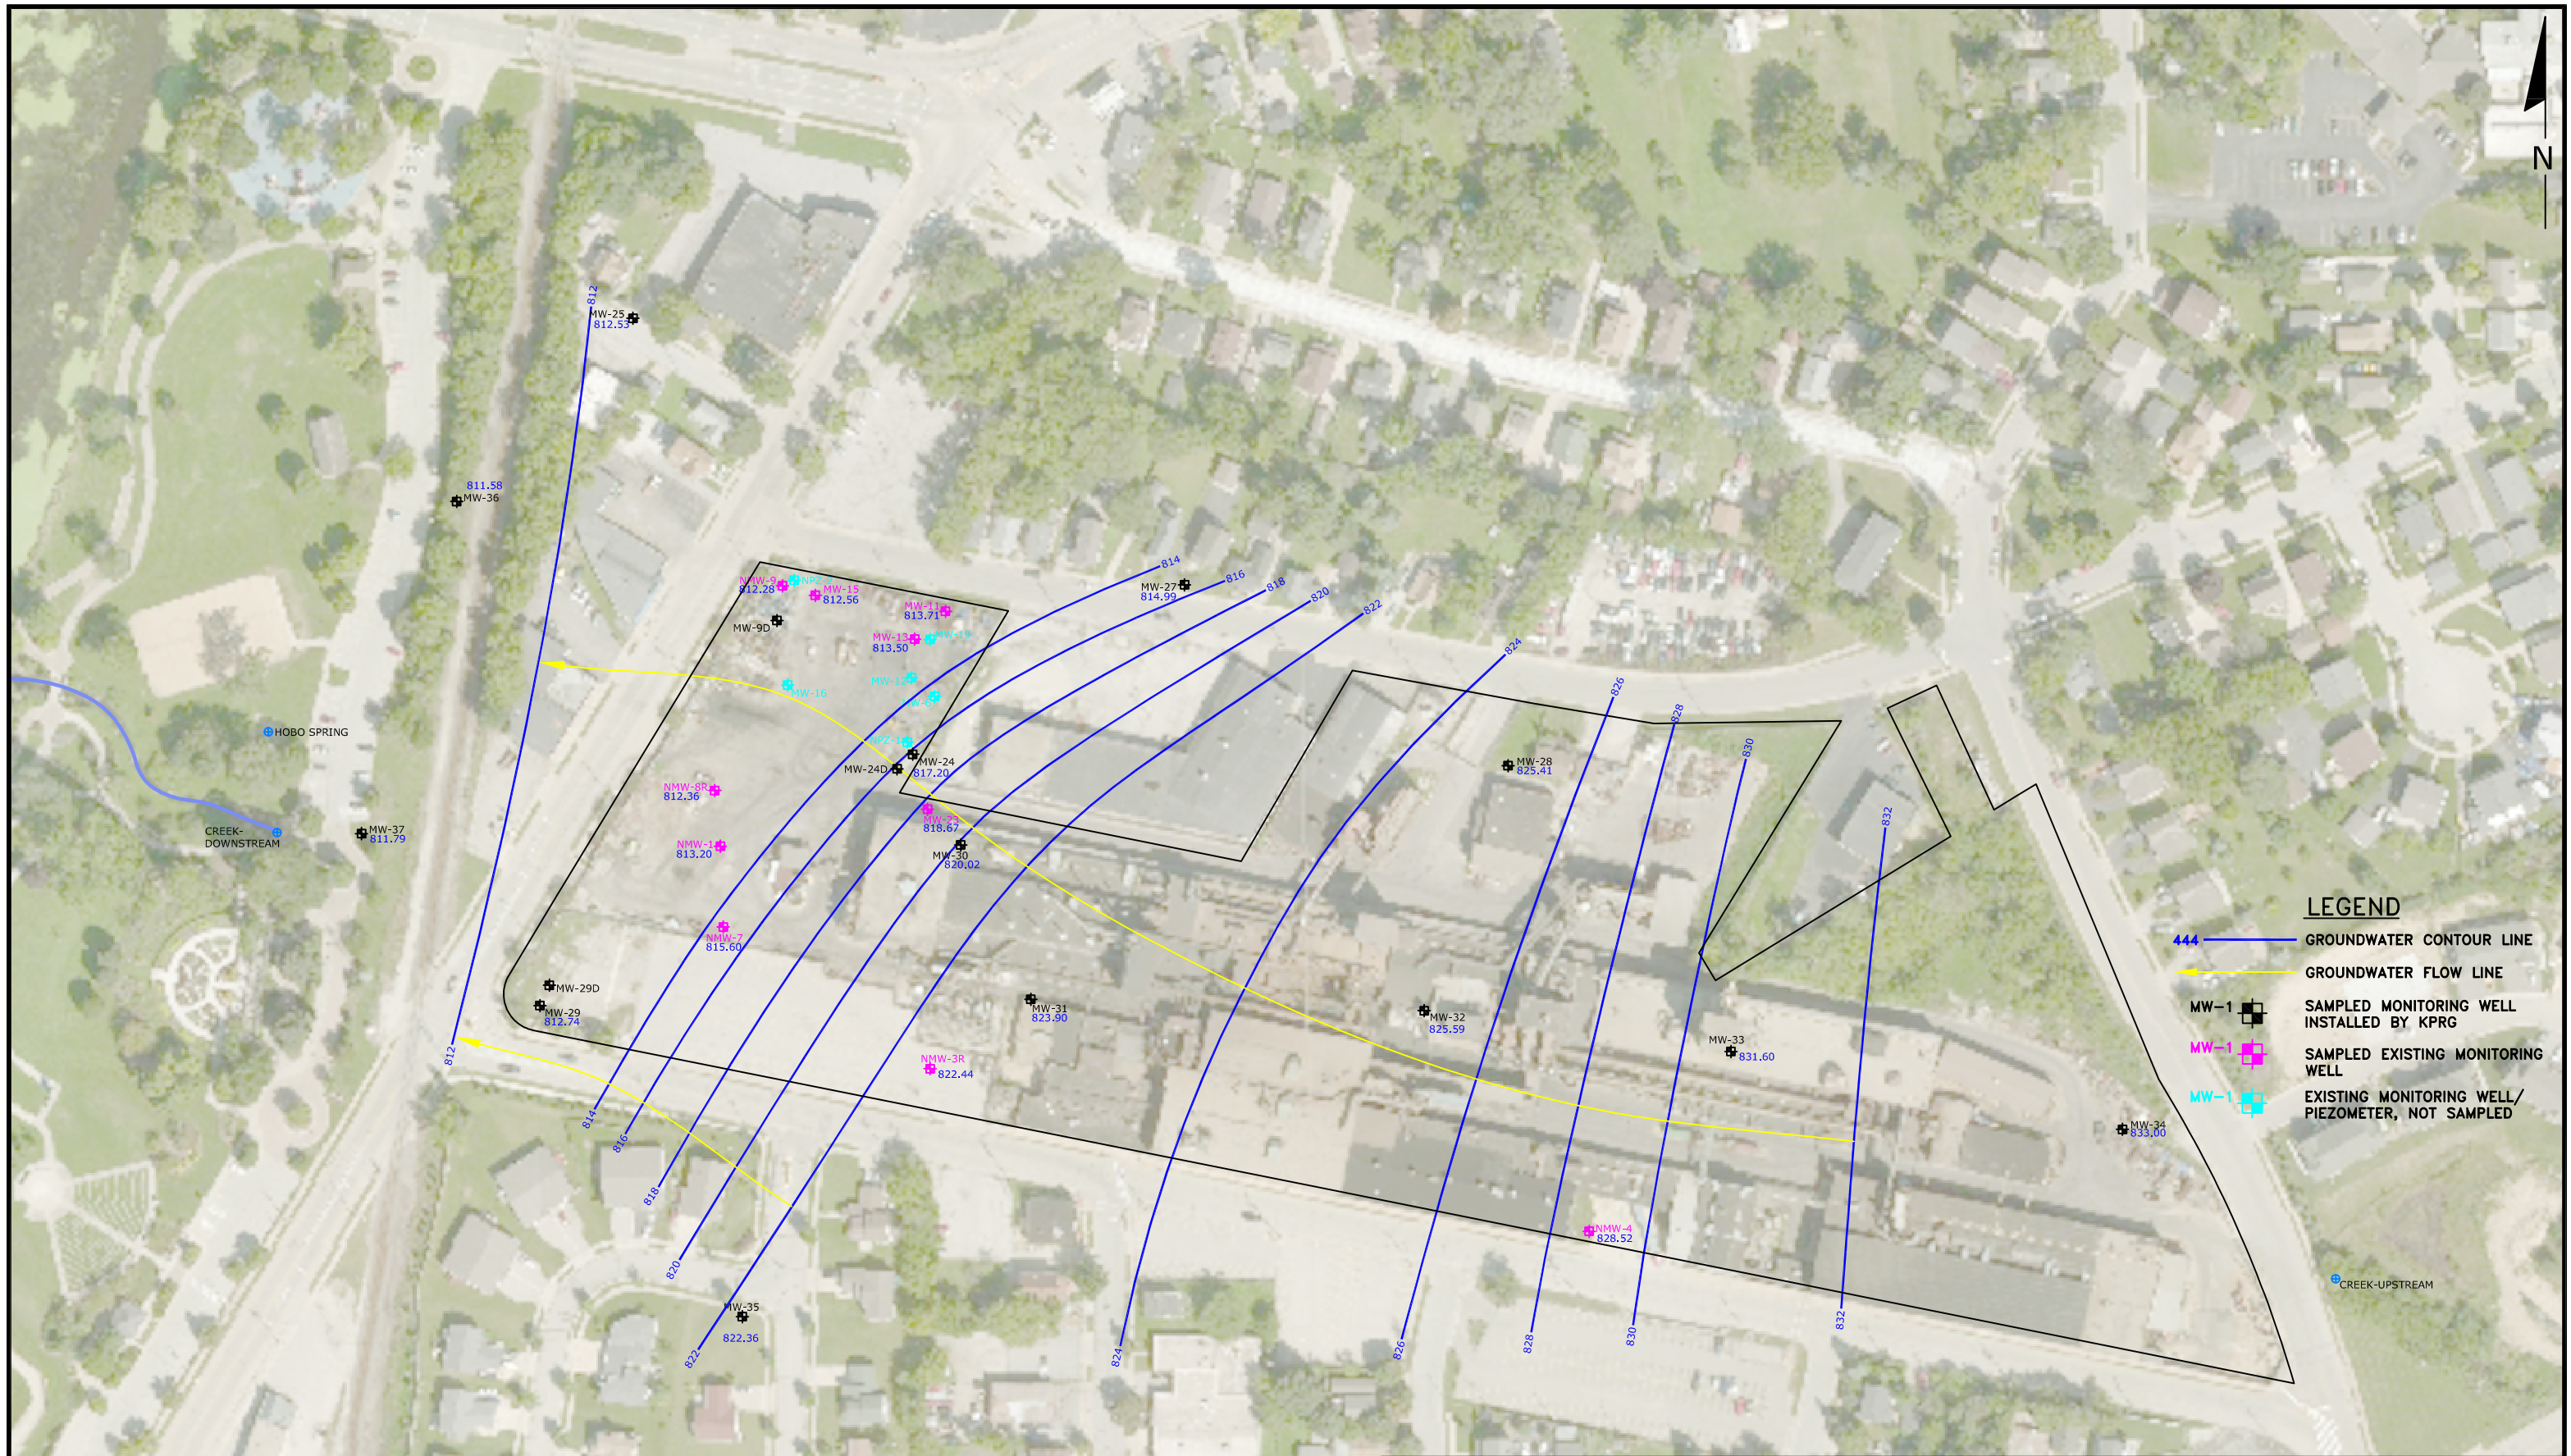 N
812
MW-25
812.53
811.58
MW-36
814
816
818
820
822
824
826
828
830
832
MW-27
814.99
NMW-9
812.28
MW-15
812.56
MW-11
813.71
MW-9D
MW-13
813.50
MW-16
MW-12
MW-24
MW-24D
817.20
NMW-8R
812.36
MW-23
818.67
MW-30
820.02
NMW-1
813.20
NMW-7
815.60
MW-28
825.41
HOBO SPRING
CREEK-
DOWNSTREAM
MW-37
811.79
MW-29D
MW-29
812.74
MW-31
823.90
NMW-3R
822.44
MW-32
825.59
MW-33
831.60
MW-34
833.00
NMW-4
828.52
CREEK-UPSTREAM
MW-35
822.36
812
814
816
818
820
822
824
826
828
830
832
LEGEND
444 GROUNDWATER CONTOUR LINE
GROUNDWATER FLOW LINE
MW-1 SAMPLED MONITORING WELL
INSTALLED BY KPRG
MW-1 SAMPLED EXISTING MONITORING
WELL
MW-1 EXISTING MONITORING WELL/
PIEZOMETER, NOT SAMPLED